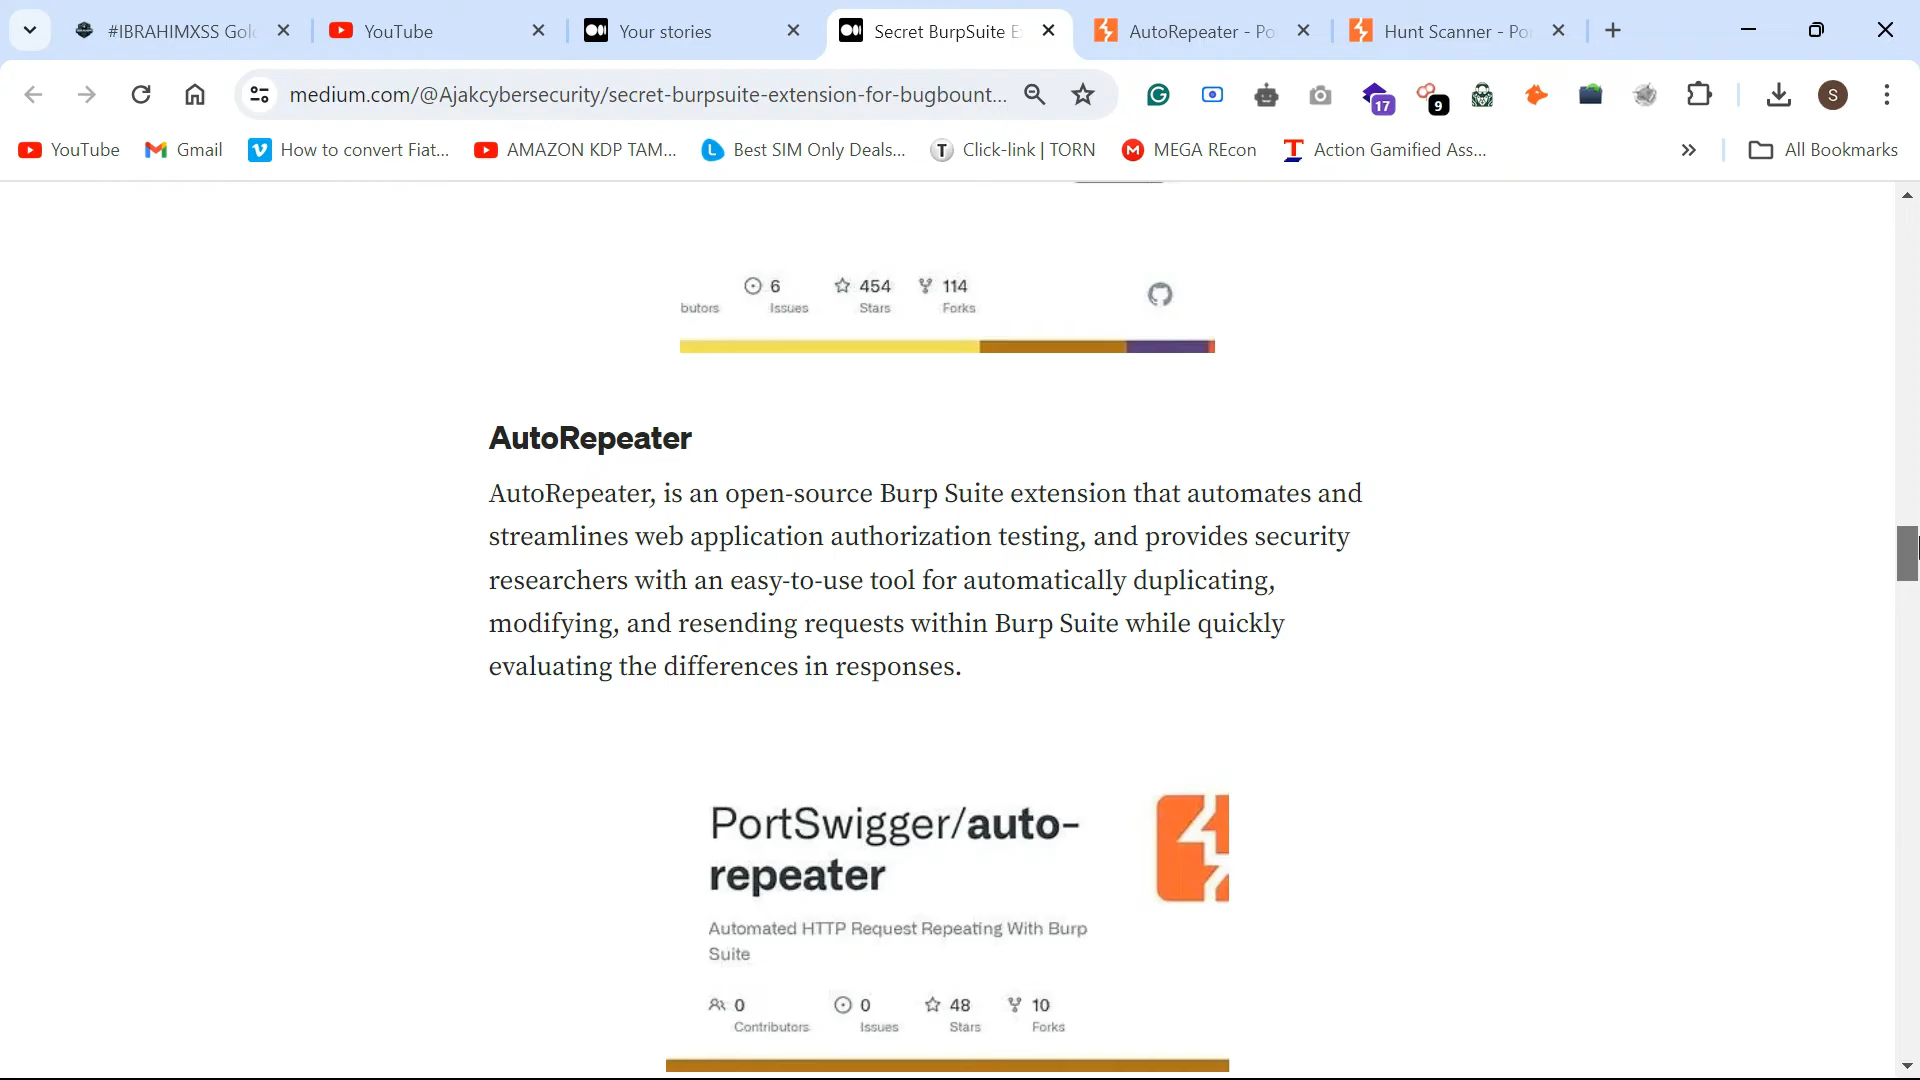 #IBRAHIMXSS Gol
YouTube
Your stories
Secret BurpSuite E
AutoRepeater - Po
Hunt Scanner - Po
medium.com/@Ajakcybersecurity/secret-burpsuite-extension-for-bugbount...
17
9
S
YouTube
Gmail
How to convert Fiat...
AMAZON KDP TAM...
Best SIM Only Deals...
Click-link | TORN
MEGA REcon
Action Gamified Ass...
All Bookmarks
butors
6
Issues
454
Stars
114
Forks
AutoRepeater
AutoRepeater, is an open-source Burp Suite extension that automates and
streamlines web application authorization testing, and provides security
researchers with an easy-to-use tool for automatically duplicating,
modifying, and resending requests within Burp Suite while quickly
evaluating the differences in responses.
PortSwigger/auto-
repeater
Automated HTTP Request Repeating With Burp
Suite
0
Contributors
0
Issues
48
Stars
10
Forks